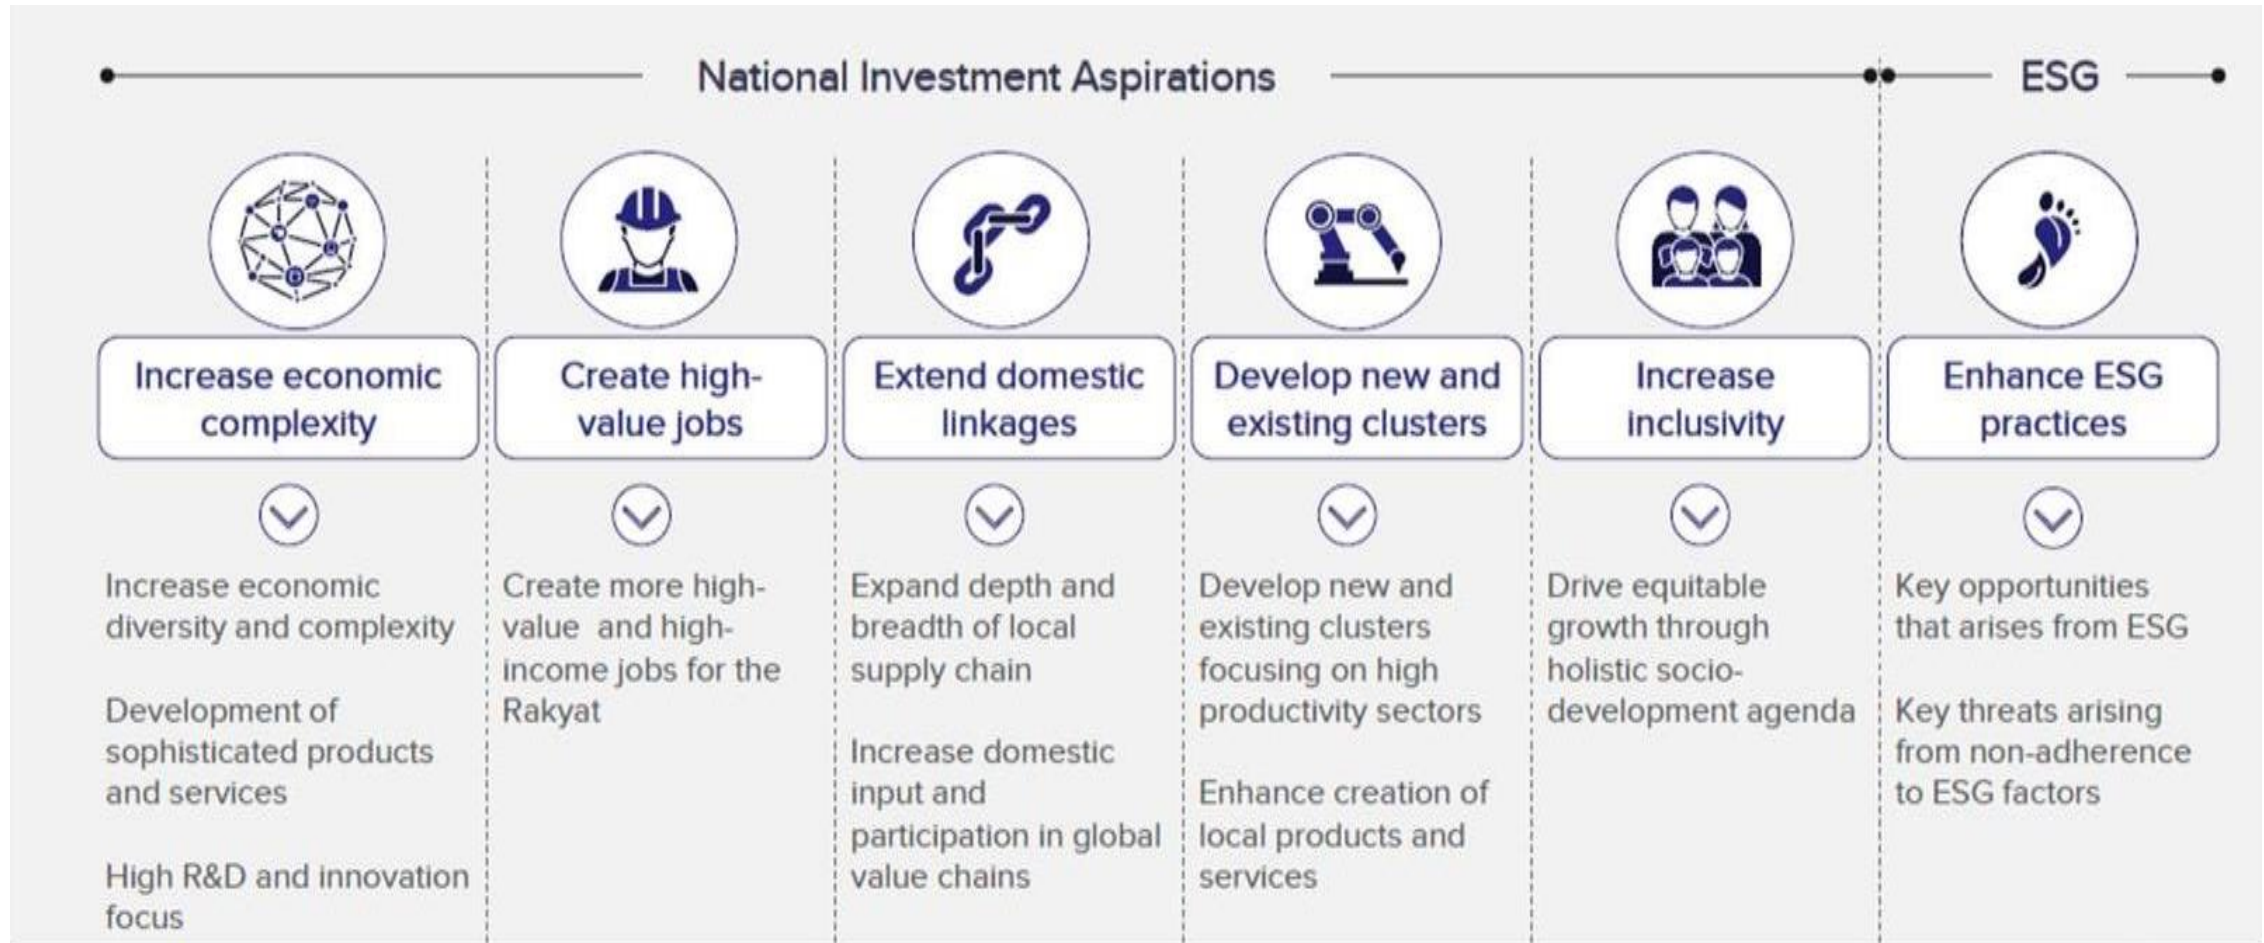 National Investment Aspirations
ESG
Increase economic
complexity
Create high-
value jobs
Extend domestic
linkages
Develop new and
existing clusters
Increase
inclusivity
Enhance ESG
practices
Increase economic
diversity and complexity
Development of
sophisticated products
and services
High R&D and innovation
focus
Create more high-
value and high-
income jobs for the
Rakyat
Expand depth and
breadth of local
supply chain
Increase domestic
input and
participation in global
value chains
Develop new and
existing clusters
focusing on high
productivity sectors
Enhance creation of
local products and
services
Drive equitable
growth through
holistic socio-
development agenda
Key opportunities
that arises from ESG
Key threats arising
from non-adherence
to ESG factors